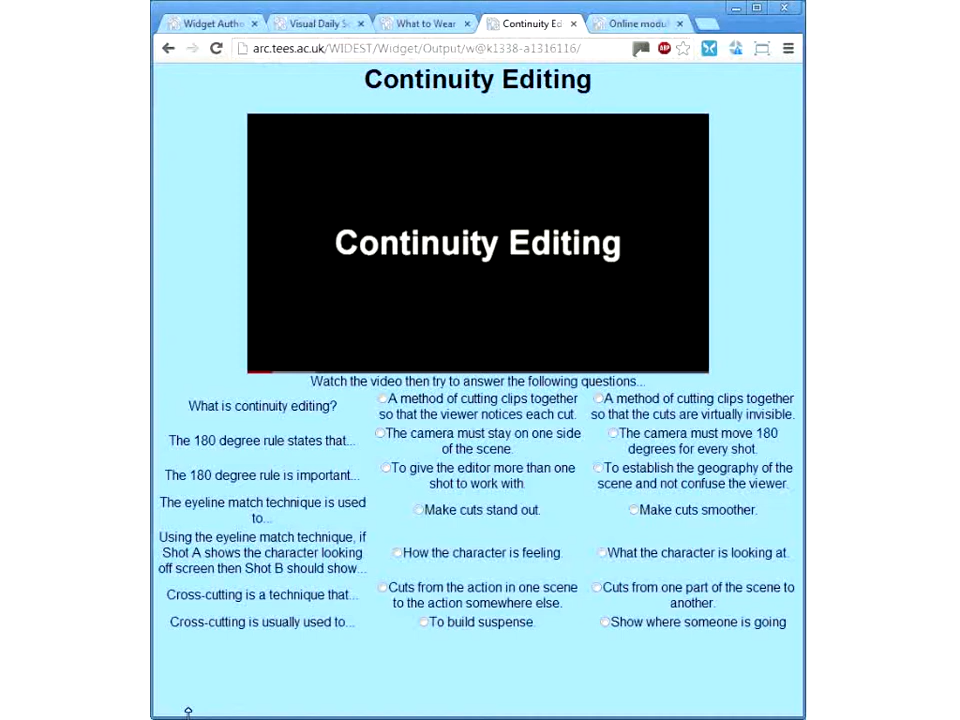 Widget Autho
Visual Daily S
What to Wear
Continuity Ed
Online modul
arc.tees.ac.uk/WIDEST/Widget/Output/w@k1338-a1316116/
ABP
Continuity Editing
Continuity Editing
Watch the video then try to answer the following questions...
What is continuity editing?
A method of cutting clips together
so that the viewer notices each cut.
A method of cutting clips together
so that the cuts are virtually invisible.
The 180 degree rule states that...
The camera must stay on one side
of the scene.
The camera must move 180
degrees for every shot.
The 180 degree rule is important...
To give the editor more than one
shot to work with.
To establish the geography of the
scene and not confuse the viewer.
The eyeline match technique is used
to...
Make cuts stand out.
Make cuts smoother.
Using the eyeline match technique, if
Shot A shows the character looking
off screen then Shot B should show...
How the character is feeling.
What the character is looking at.
Cross-cutting is a technique that...
Cuts from the action in one scene
to the action somewhere else.
Cuts from one part of the scene to
another.
Cross-cutting is usually used to...
To build suspense.
Show where someone is going